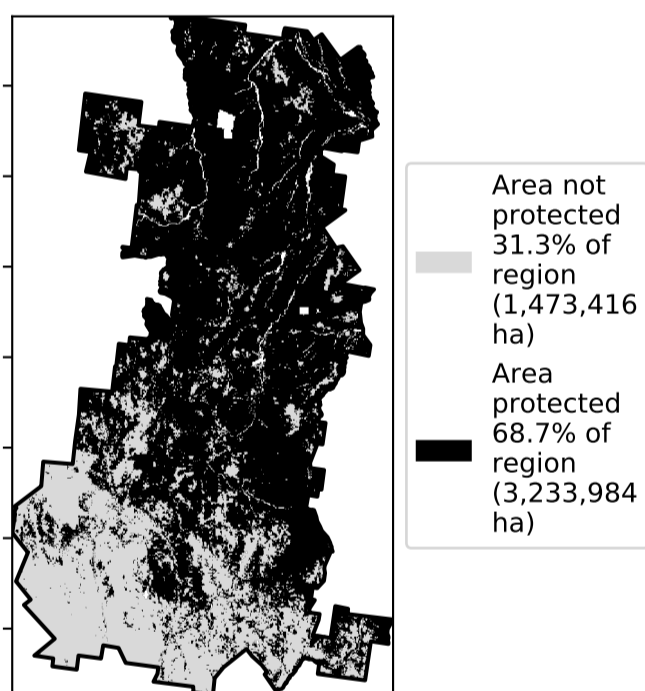 Area not
protected
31.3% of
region
(1,473,416
ha)
Area
protected
68.7% of
region
(3,233,984
ha)